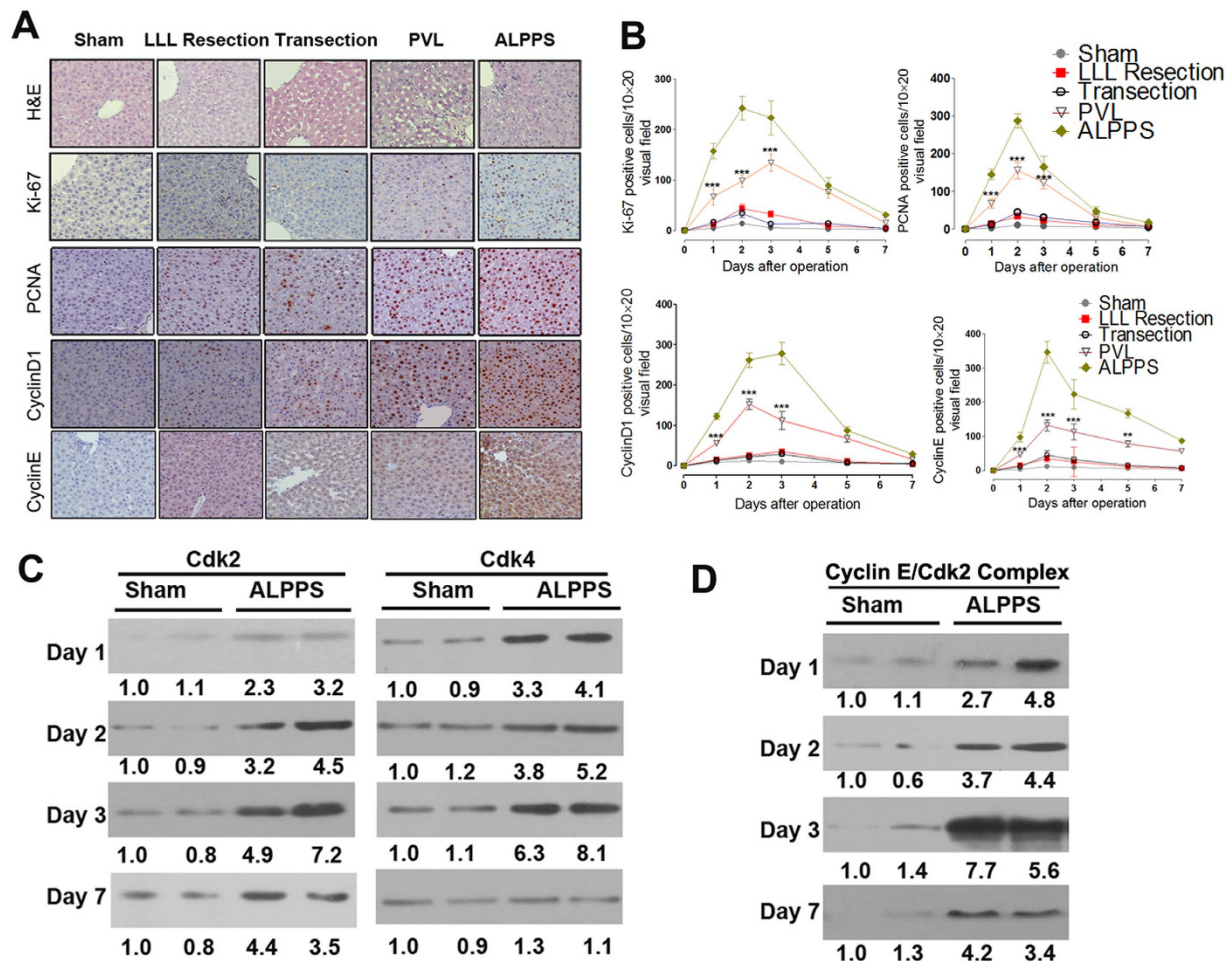 A
Sham LLL Resection Transection PVL ALPPS
H&E
Ki-67
PCNA
CyclinD1
CyclinE
B
Ki-67 positive cells/10×20
visual field
300
200
100
0
0 1 2 3 4 5 6 7
Days after operation
PCNA positive cells/10×20
visual field
400
300
200
100
0
0 1 2 3 4 5 6 7
Days after operation
*** *** ***
*** *** ***
Sham
LLL Resection
Transection
PVL
ALPPS
CyclinD1 positive cells/10×20
visual field
400
300
200
100
0
0 1 2 3 4 5 6 7
Days after operation
*** *** ***
CyclinE positive cells/10×20
visual field
400
300
200
100
0
0 1 2 3 4 5 6 7
Days after operation
*** *** *** **
Sham
LLL Resection
Transection
PVL
ALPPS
C
Cdk2 Cdk4
Sham ALPPS Sham ALPPS
Day 1
1.0 1.1 2.3 3.2 1.0 0.9 3.3 4.1
Day 2
1.0 0.9 3.2 4.5 1.0 1.2 3.8 5.2
Day 3
1.0 0.8 4.9 7.2 1.0 1.1 6.3 8.1
Day 7
1.0 0.8 4.4 3.5 1.0 0.9 1.3 1.1
D
Cyclin E/Cdk2 Complex
Sham ALPPS
Day 1
1.0 1.1 2.7 4.8
Day 2
1.0 0.6 3.7 4.4
Day 3
1.0 1.4 7.7 5.6
Day 7
1.0 1.3 4.2 3.4